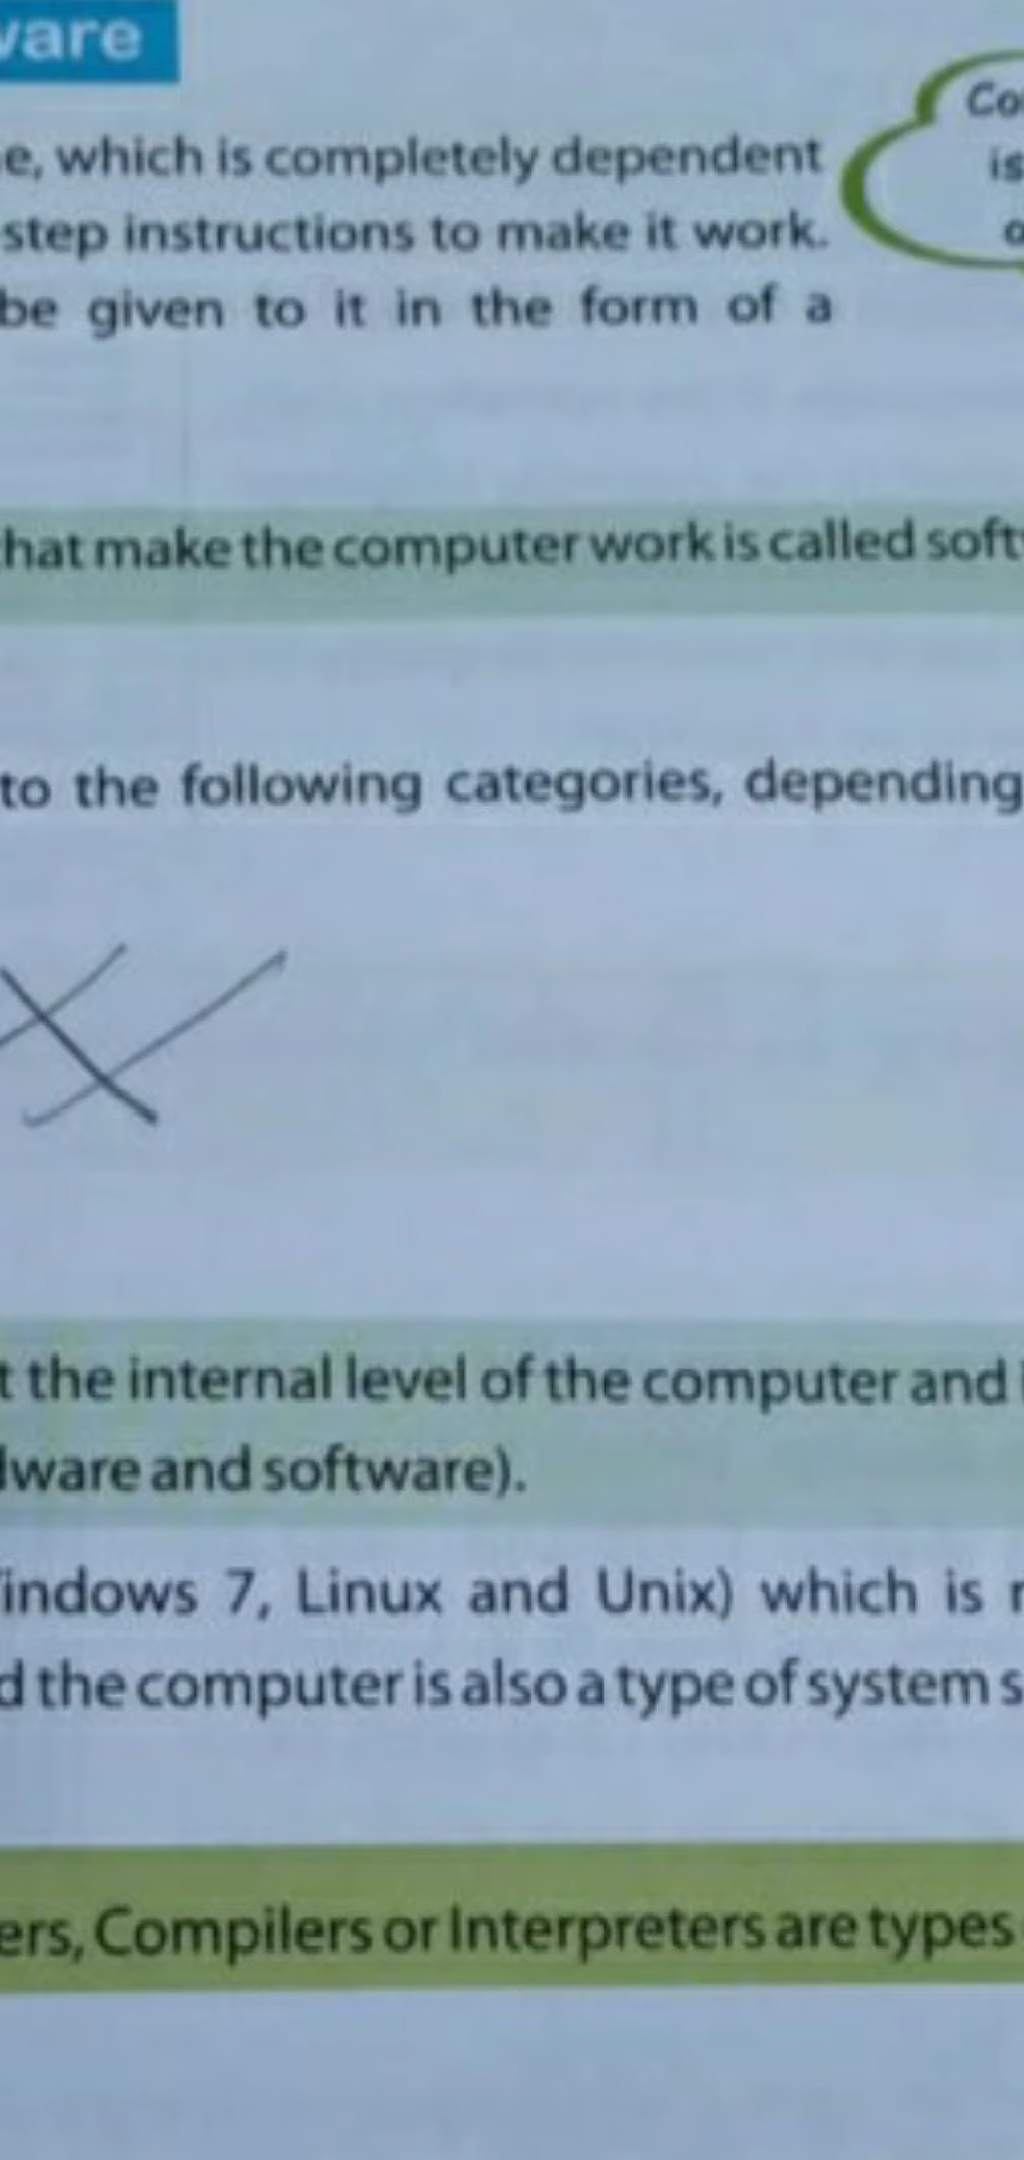 ware
e, which is completely dependent
-step instructions to make it work.
be given to it in the form of a
Co
is
hat make the computer work is called soft
to the following categories, depending
t the internal level of the computer and
ware and software).
indows 7, Linux and Unix) which is
d the computer is also a type of system s
ers, Compilers or Interpreters are types